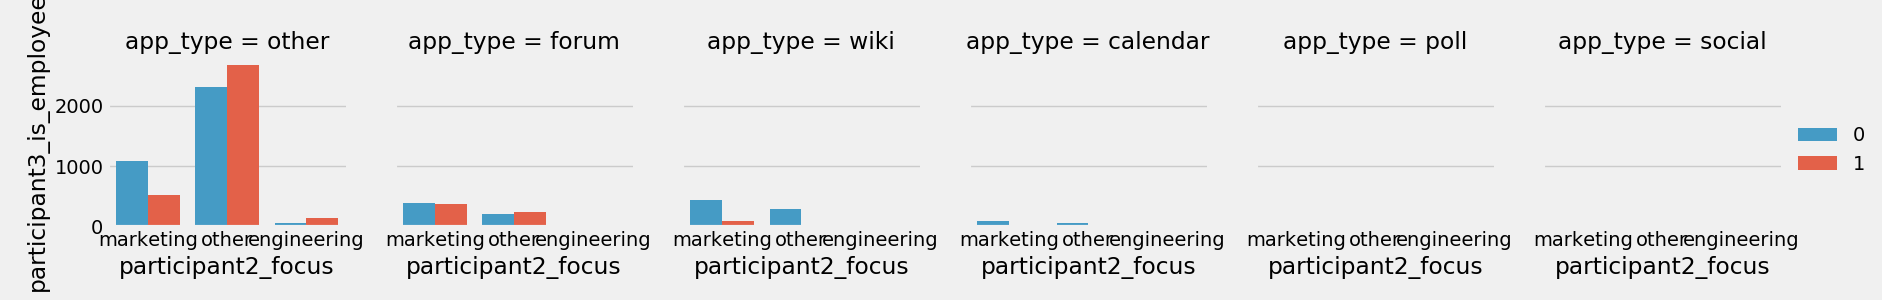 app_type = other
app_type = forum
app_type = wiki
app_type = calendar
app_type = poll
app_type = social
participant3_is_employee
2000
1000
0
0
1
marketing other engineering
marketing other engineering
marketing other engineering
marketing other engineering
marketing other engineering
marketing other engineering
participant2_focus
participant2_focus
participant2_focus
participant2_focus
participant2_focus
participant2_focus